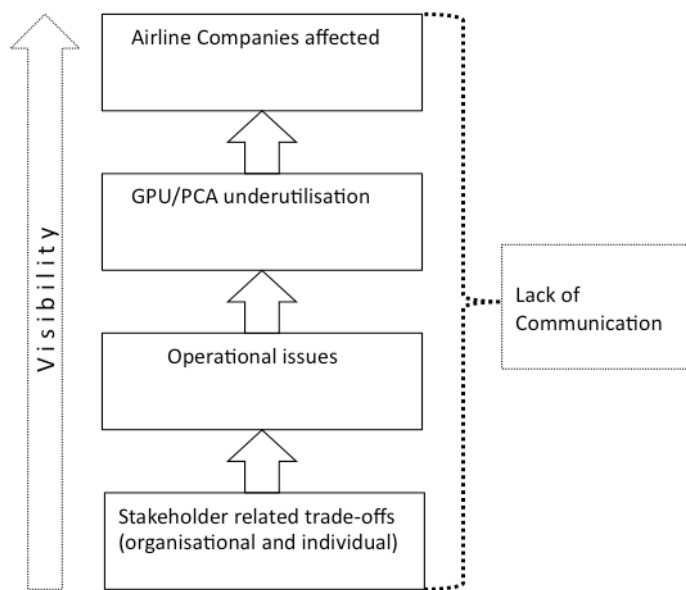 Airline Companies affected
GPU/PCA underutilisation
Operational issues
Stakeholder related trade-offs
(organisational and individual)
Visibility
Lack of
Communication